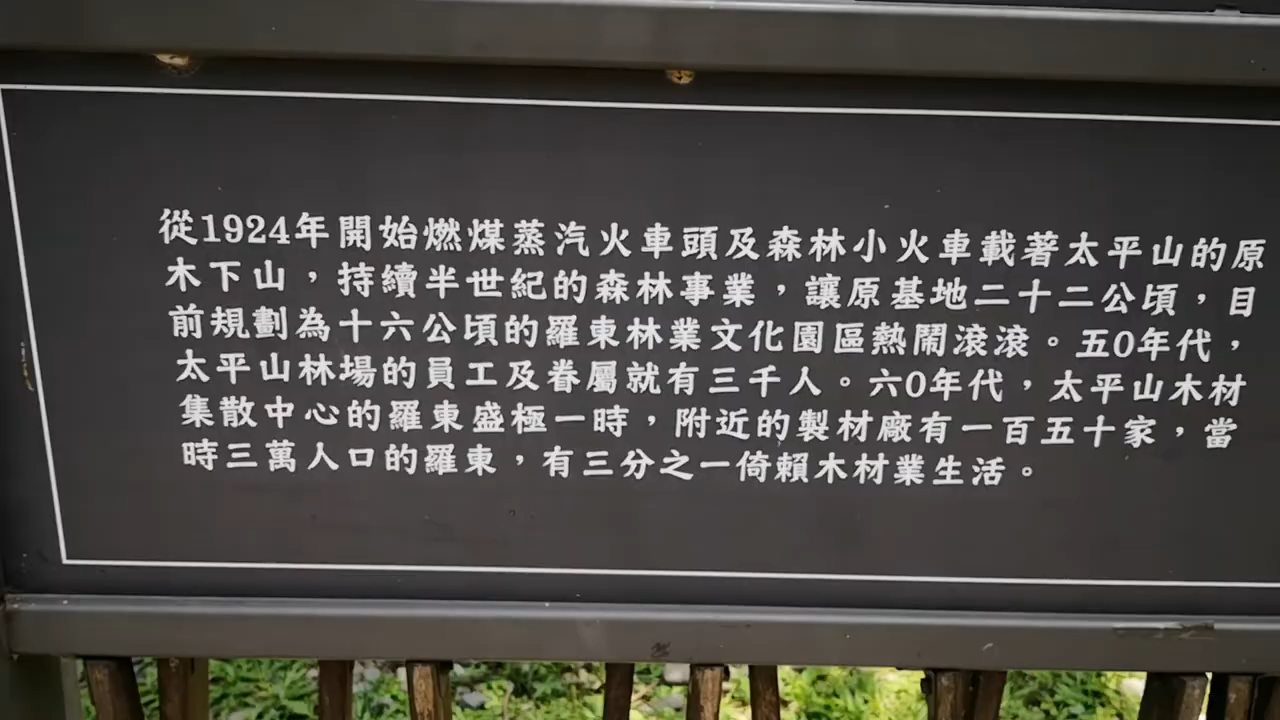 從1924年開始燃煤蒸汽火車頭及森林小火車載著太平山的原
木下山，持續半世紀的森林事業，讓原基地二十二公頃，目
前規劃為十六公頃的羅東林業文化園區熱鬧滾滾。五0年代，
太平山林場的員工及眷屬就有三千人。六0年代，太平山木材
集散中心的羅東盛極一時，附近的製材廠有一百五十家，當
時三萬人口的羅東，有三分之一倚賴木材業生活。